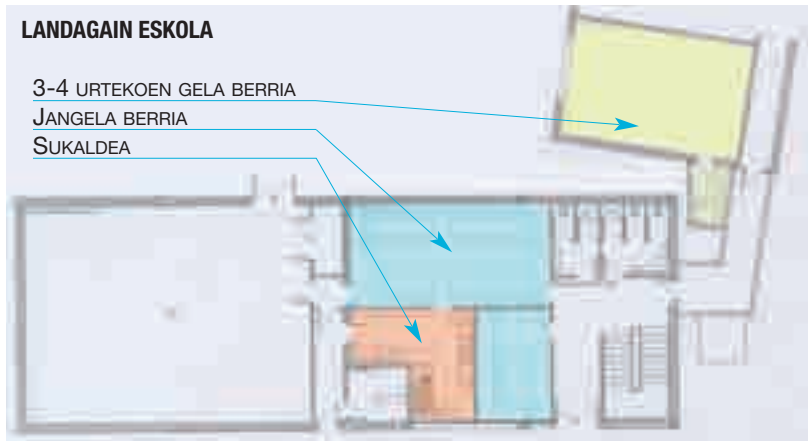 LANDAGAIN ESKOLA
3-4 URTEKOEN GELA BERRIA
JANGELA BERRIA
SUKALDEA